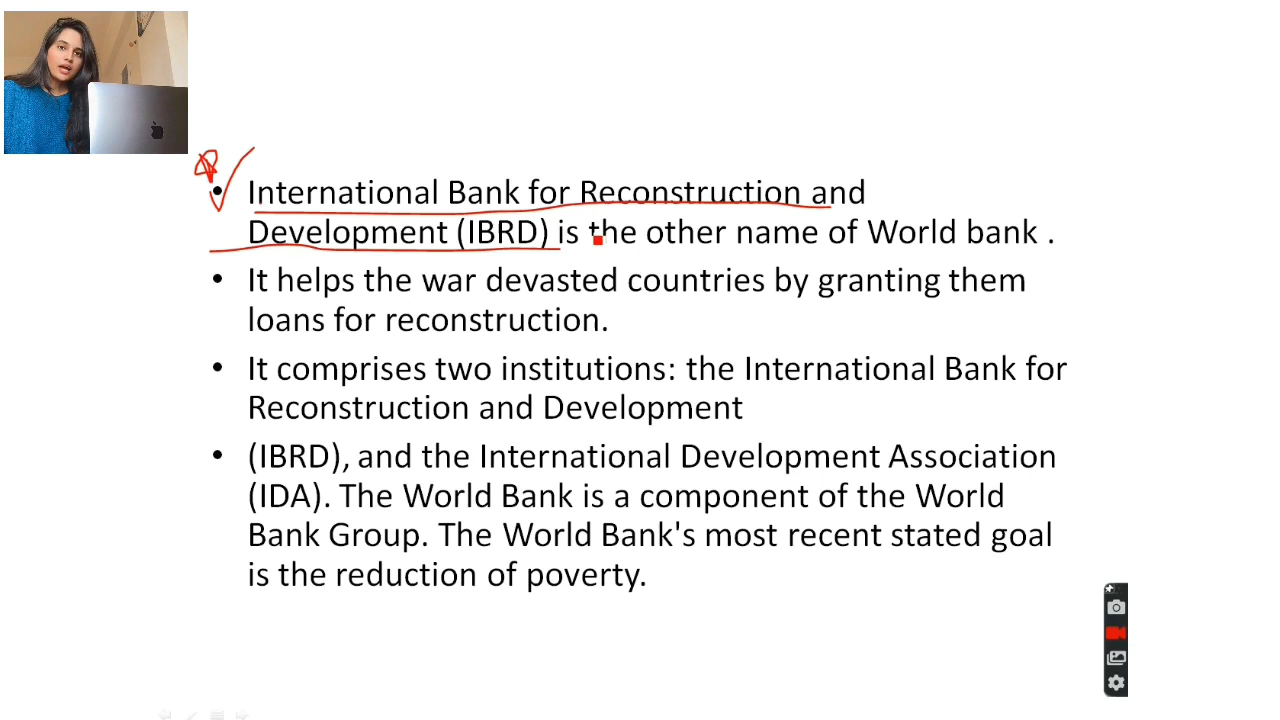 • International Bank for Reconstruction and
Development (IBRD) is the other name of World bank .
• It helps the war devasted countries by granting them
loans for reconstruction.
• It comprises two institutions: the International Bank for
Reconstruction and Development
• (IBRD), and the International Development Association
(IDA). The World Bank is a component of the World
Bank Group. The World Bank's most recent stated goal
is the reduction of poverty.